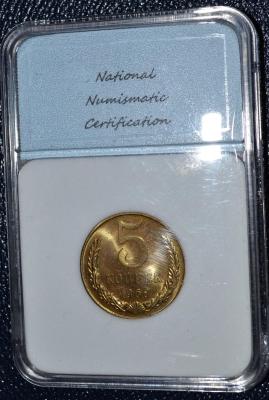 National
Numismatic
Certification
5
КОПЕЕК